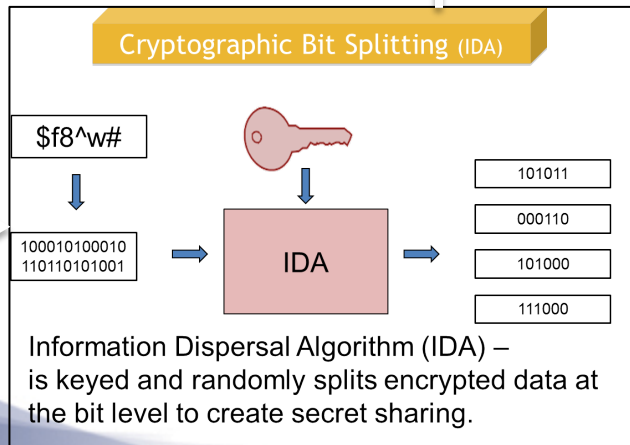 Cryptographic Bit Splitting (IDA)
$f8^w#
100010100010
110110101001
IDA
101011
000110
101000
111000
Information Dispersal Algorithm (IDA) –
is keyed and randomly splits encrypted data at
the bit level to create secret sharing.